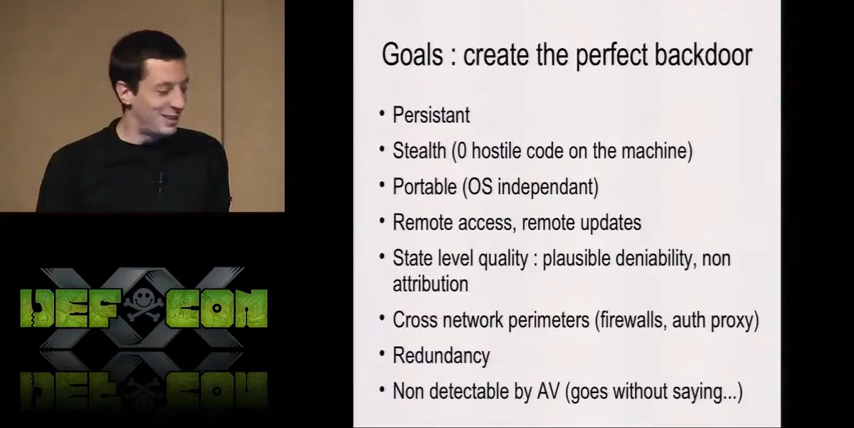 Goals : create the perfect backdoor
• Persistant
• Stealth (0 hostile code on the machine)
• Portable (OS independant)
• Remote access, remote updates
• State level quality : plausible deniability, non
attribution
• Cross network perimeters (firewalls, auth proxy)
• Redundancy
• Non detectable by AV (goes without saying...)
XX
DEF CON